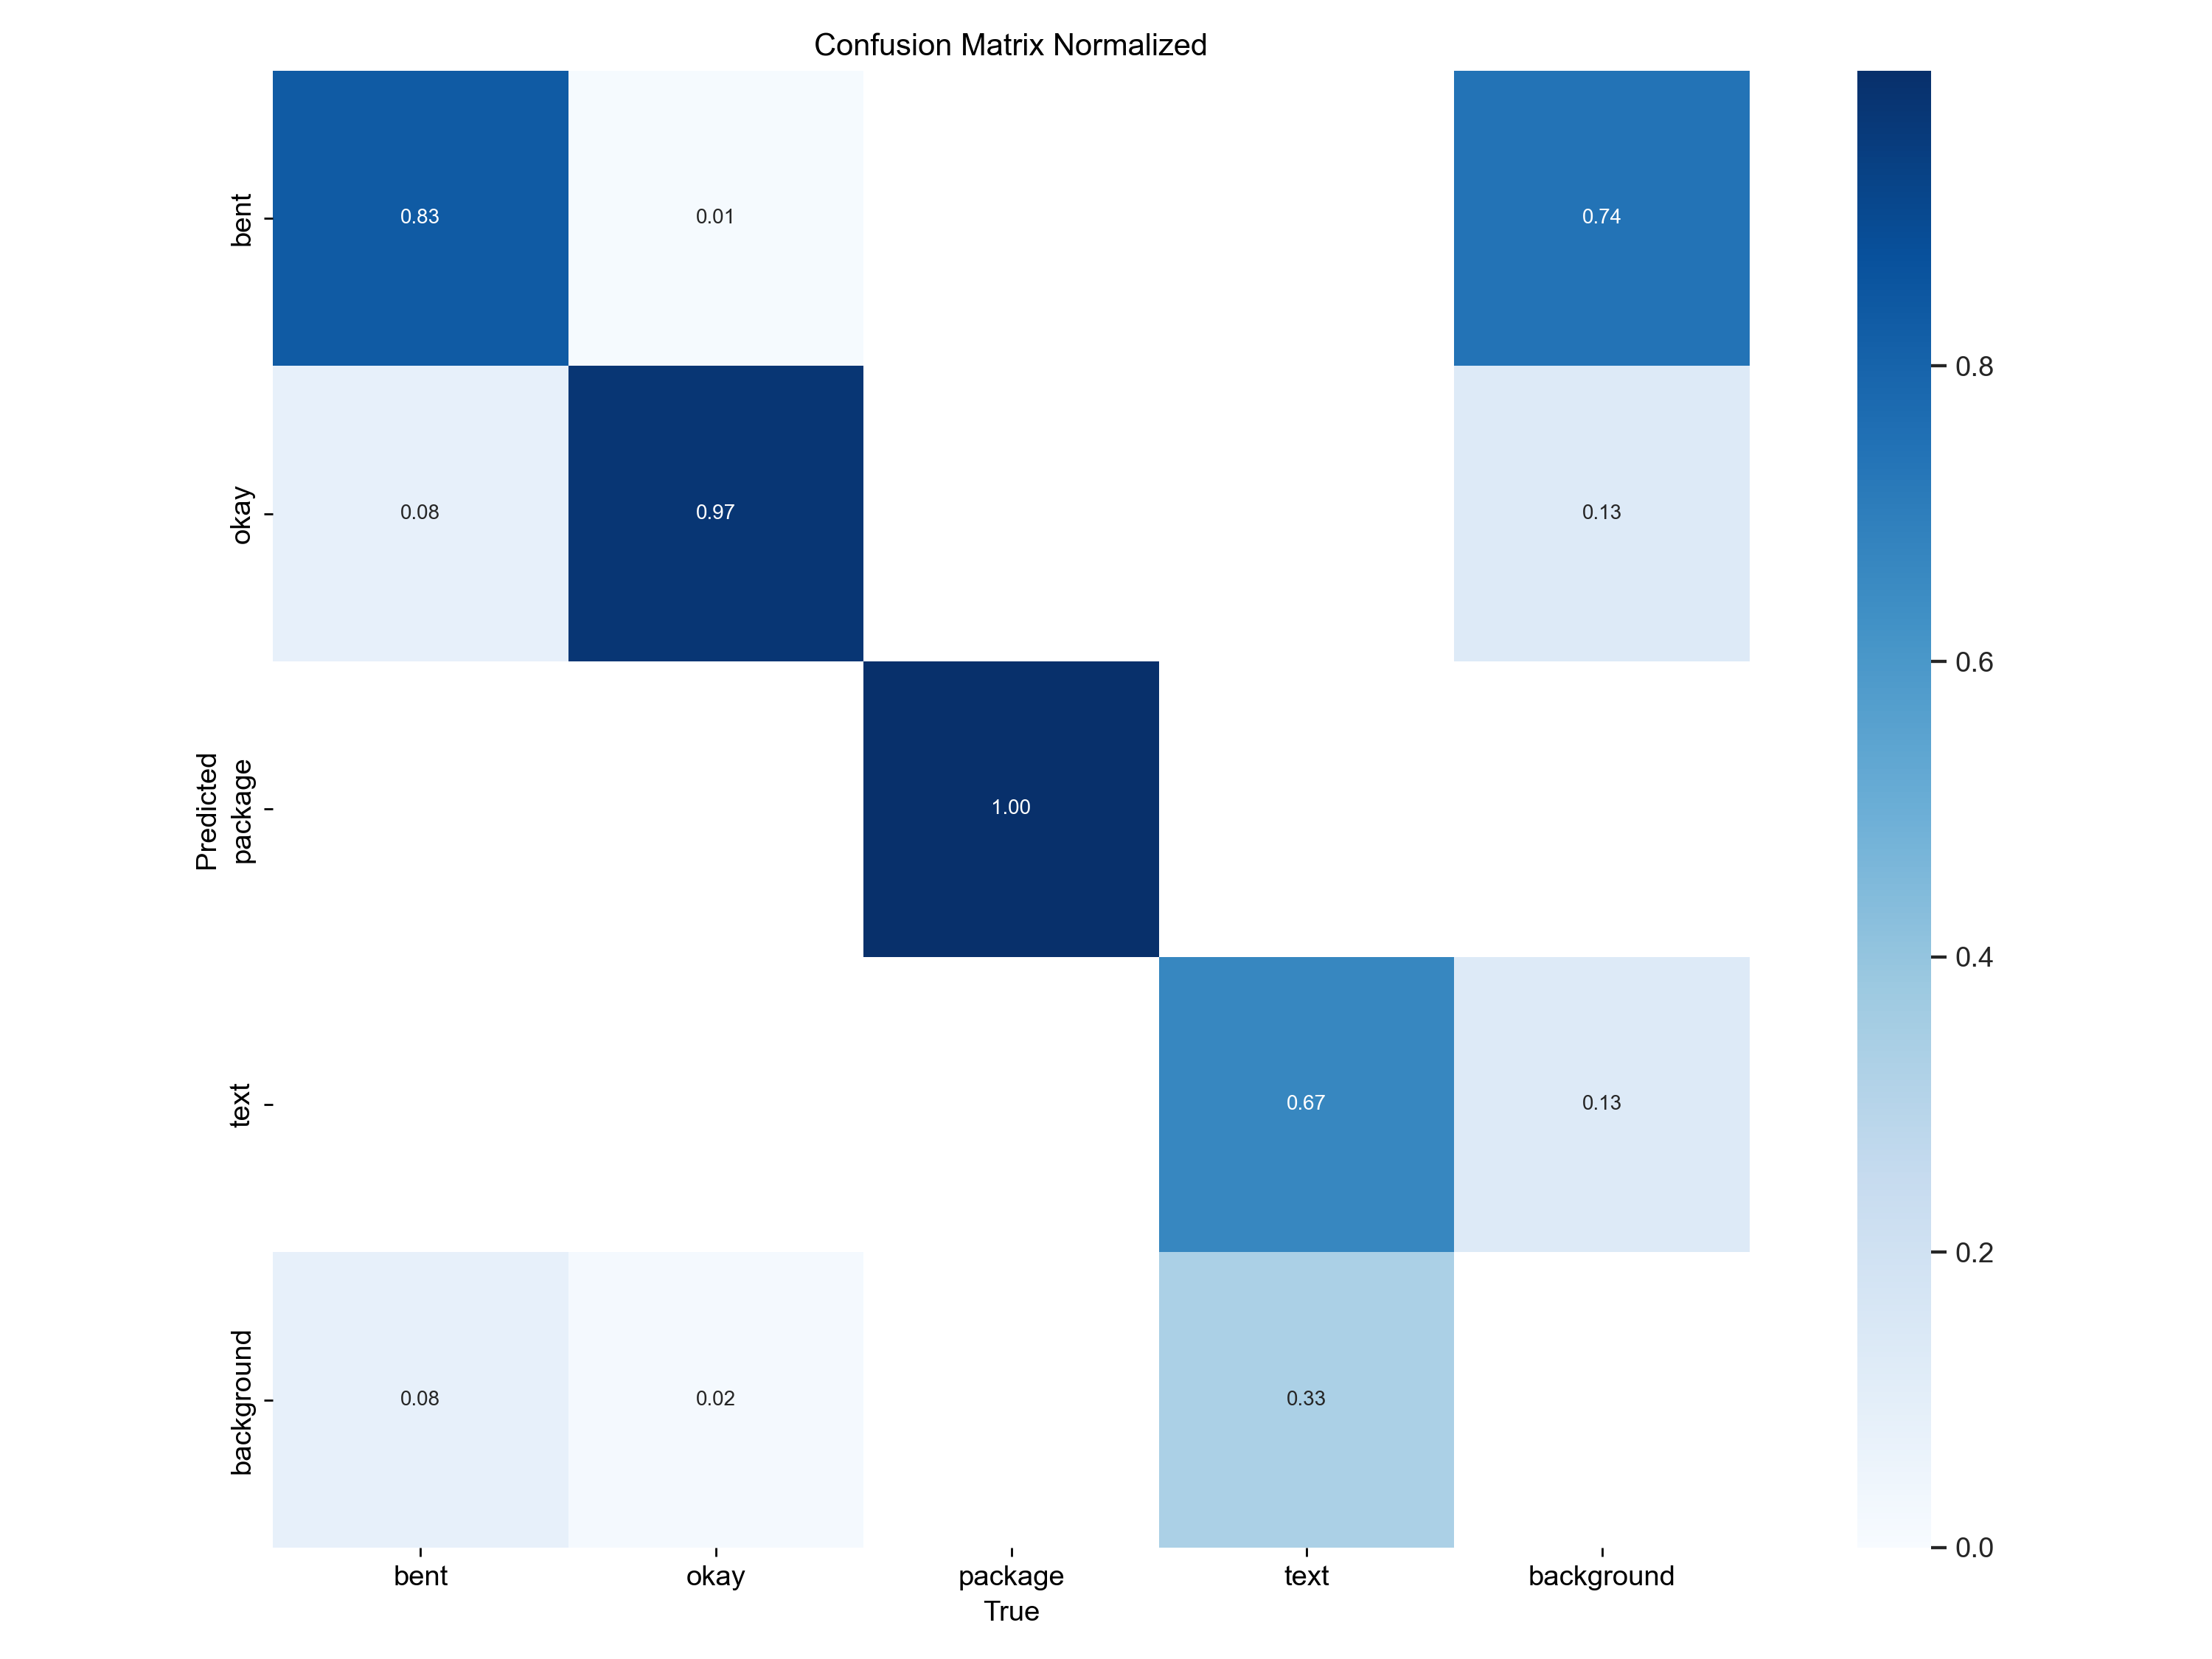 Confusion Matrix Normalized
bent
0.83
0.01
0.74
okay
0.08
0.97
0.13
Predicted
package
1.00
text
0.67
0.13
background
0.08
0.02
0.33
bent
okay
package
text
background
True
0.8
0.6
0.4
0.2
0.0